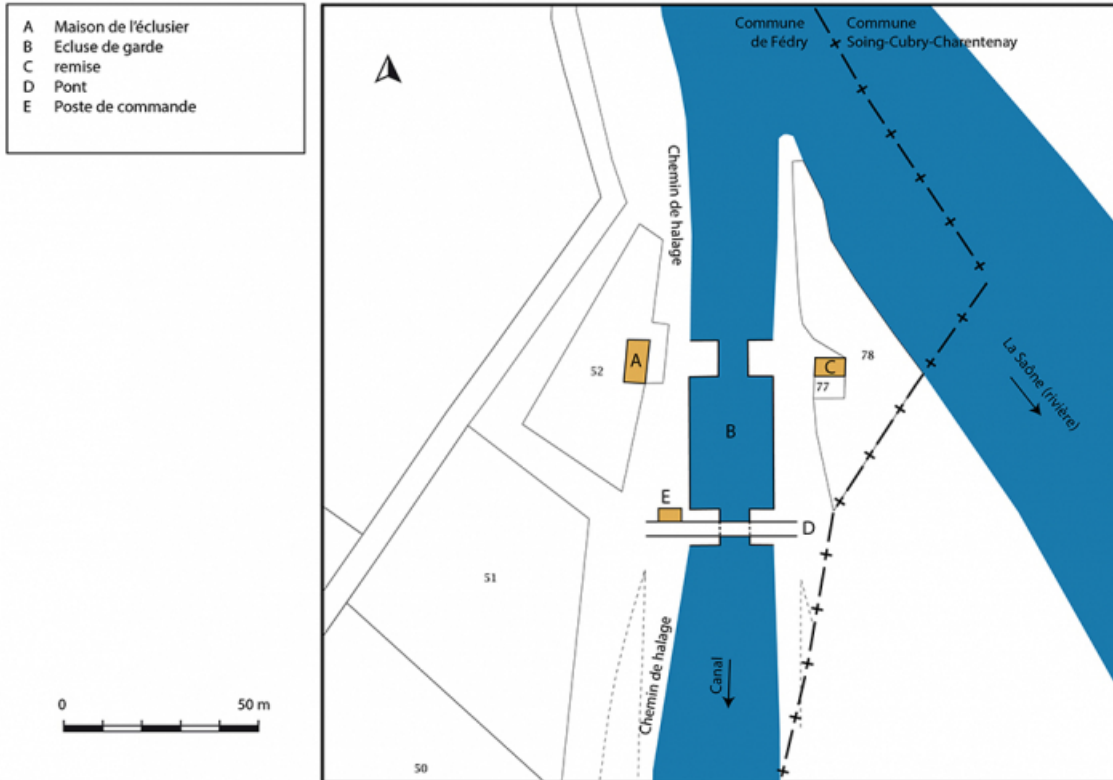 A Maison de l'éclusier
B Ecluse de garde
C remise
D Pont
E Poste de commande
Commune
de Fédry
Commune
Soing-Cubry-Charentenay
Chemin de halage
A
52
C
78
77
La Saône (rivière)
B
E
D
51
Chemin de halage
Canal
50
0 50 m